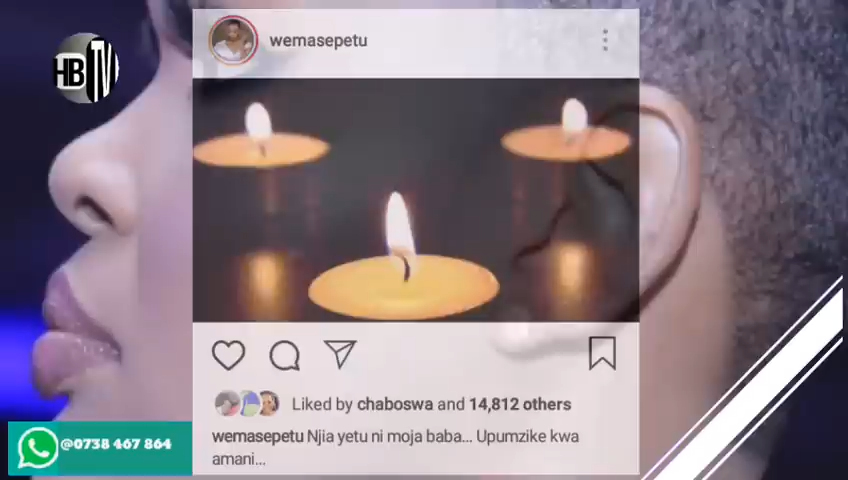 HB TV
wemasepetu
Liked by chaboswa and 14,812 others
wemasepetu Njia yetu ni moja baba... Upumzike kwa
amani...
@0738 467 864